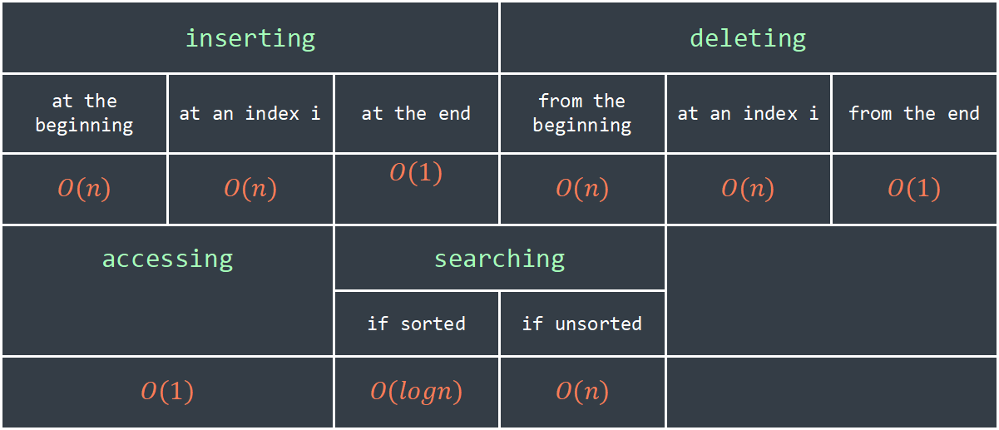 inserting
deleting
at the
beginning
at an index i
at the end
from the
beginning
at an index i
from the end
O(n)
O(n)
O(1)
O(n)
O(n)
O(1)
accessing
searching
if sorted
if unsorted
O(1)
O(logn)
O(n)